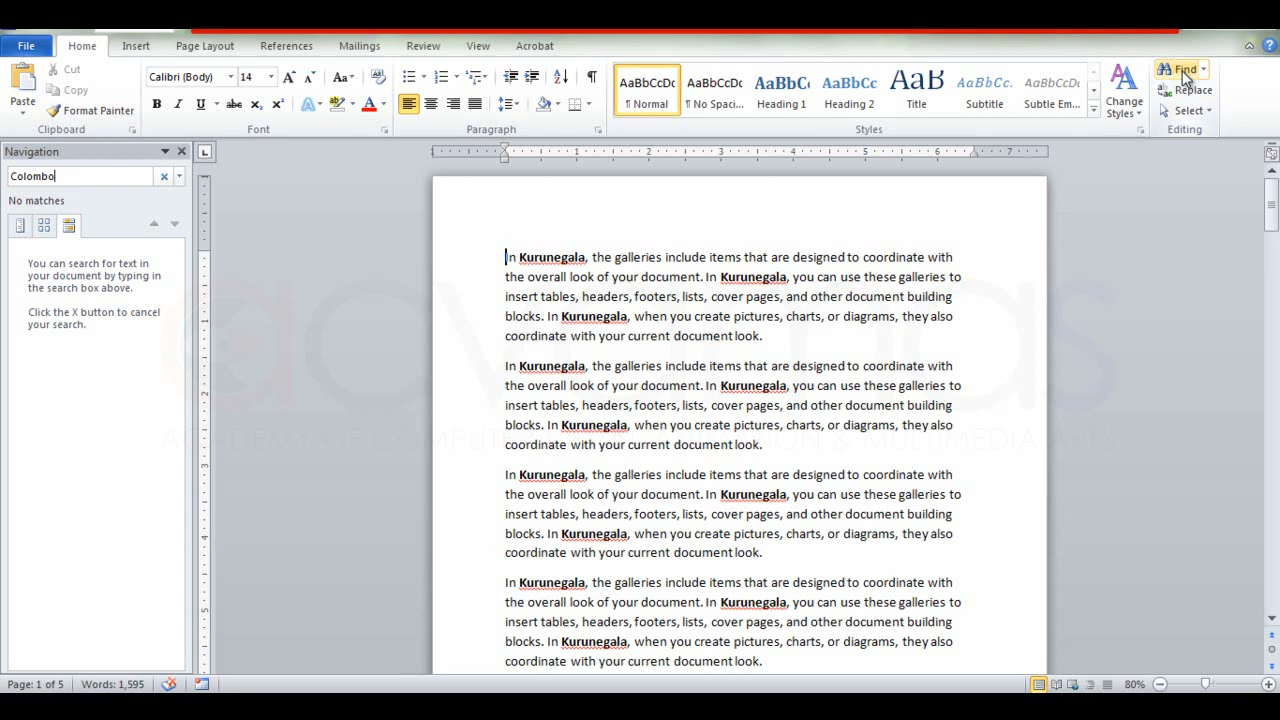 File Home Insert Page Layout References Mailings Review View Acrobat
Paste
Cut
Copy
Format Painter
Clipboard
Calibri (Body) 14
Font
Paragraph
AaBbCcDc AaBbCcDc AaBbCc AaBbCc AaB AaBbCc. AaBbCcDc
¶ Normal ¶ No Spaci... Heading 1 Heading 2 Title Subtitle Subtle Em...
Change
Styles
Styles
Find
Replace
Select
Editing
Navigation
Colombo
No matches
You can search for text in
your document by typing in
the search box above.
Click the X button to cancel
your search.
1 1 2 3 4 5 6 7
1
2
3
4
5
In Kurunegala, the galleries include items that are designed to coordinate with
the overall look of your document. In Kurunegala, you can use these galleries to
insert tables, headers, footers, lists, cover pages, and other document building
blocks. In Kurunegala, when you create pictures, charts, or diagrams, they also
coordinate with your current document look.
In Kurunegala, the galleries include items that are designed to coordinate with
the overall look of your document. In Kurunegala, you can use these galleries to
insert tables, headers, footers, lists, cover pages, and other document building
blocks. In Kurunegala, when you create pictures, charts, or diagrams, they also
coordinate with your current document look.
In Kurunegala, the galleries include items that are designed to coordinate with
the overall look of your document. In Kurunegala, you can use these galleries to
insert tables, headers, footers, lists, cover pages, and other document building
blocks. In Kurunegala, when you create pictures, charts, or diagrams, they also
coordinate with your current document look.
In Kurunegala, the galleries include items that are designed to coordinate with
the overall look of your document. In Kurunegala, you can use these galleries to
insert tables, headers, footers, lists, cover pages, and other document building
blocks. In Kurunegala, when you create pictures, charts, or diagrams, they also
coordinate with your current document look.
Page: 1 of 5 Words: 1,595 80%